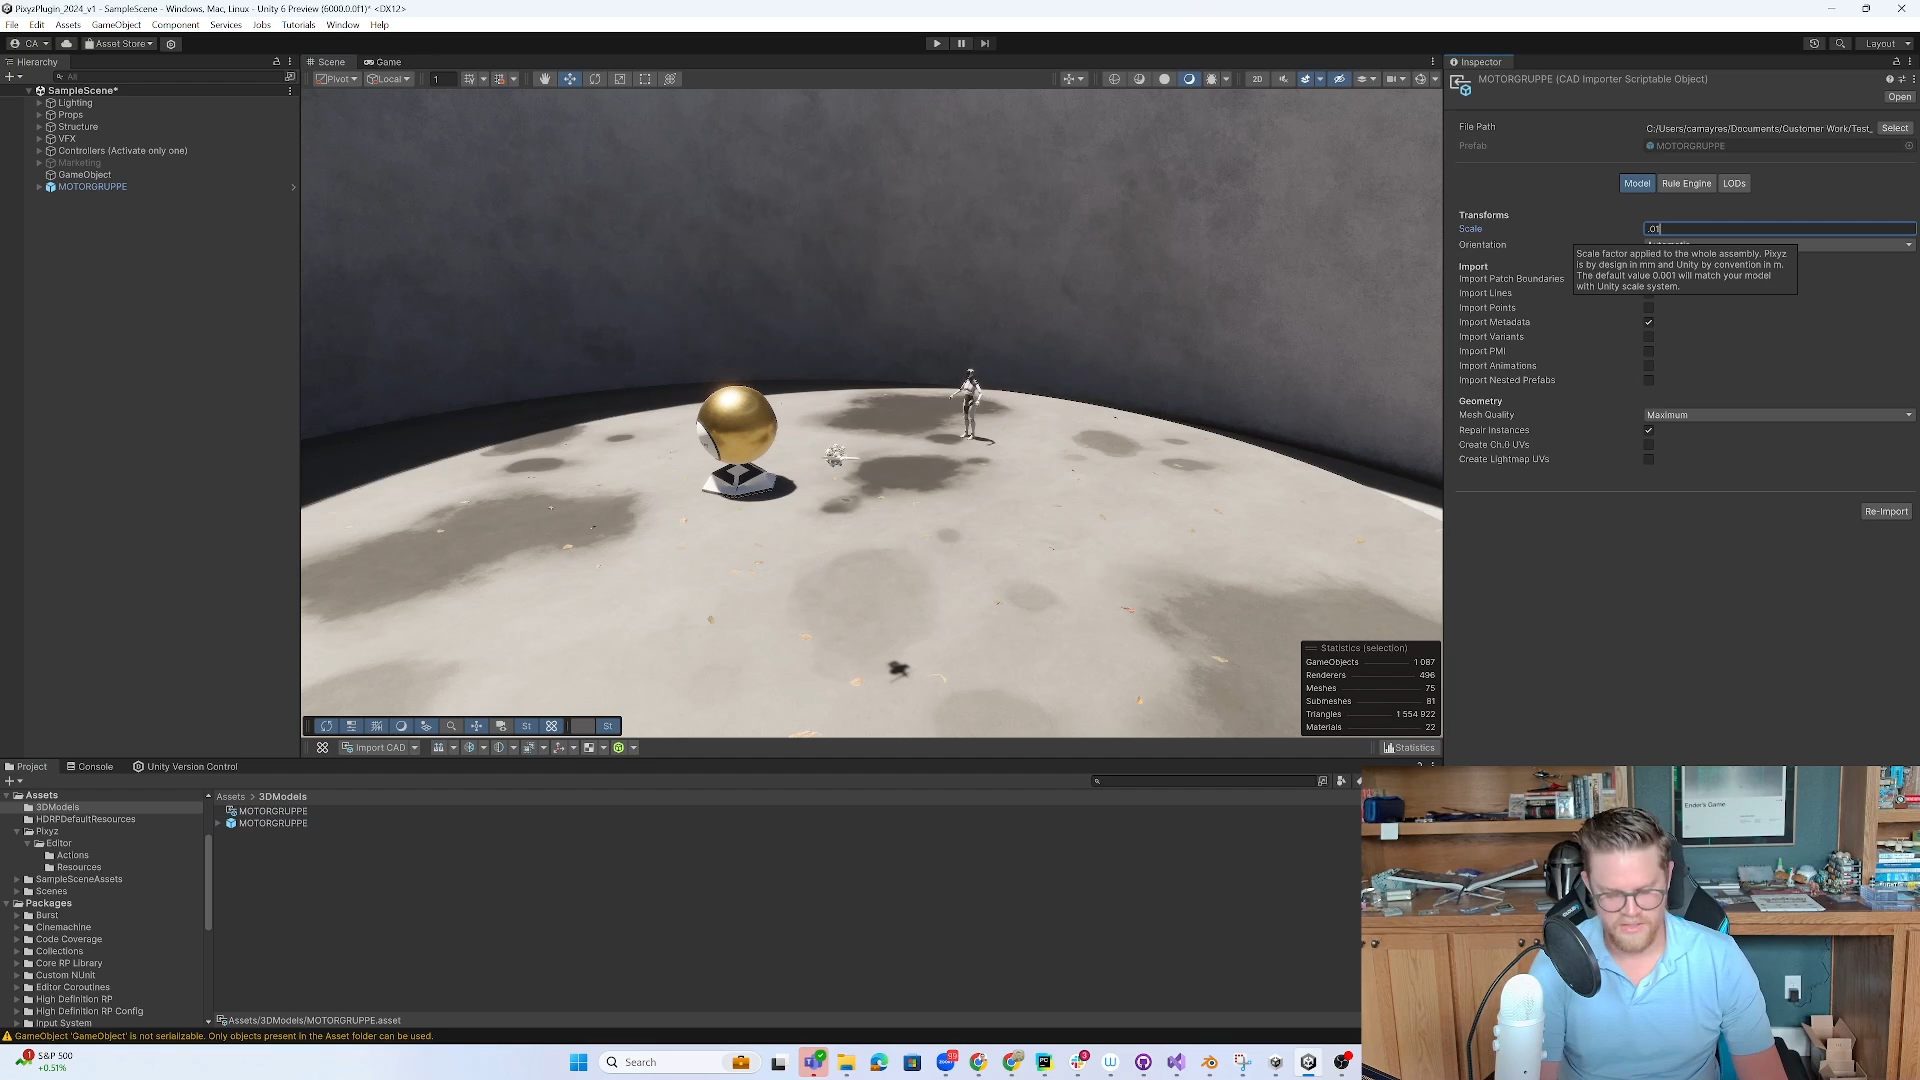 PixyzPlugin_2024_v1 - SampleScene - Windows, Mac, Linux - Unity 6 Preview (6000.0.0f1)* <DX12>
File Edit Assets GameObject Component Services Jobs Tutorials Window Help
CA Asset Store Layout
Hierarchy
All
SampleScene*
Lighting
Props
Structure
VFX
Controllers (Activate only one)
Marketing
GameObject
MOTORGRUPPE
Scene Game
Pivot Local 1 2D
Statistics (selection)
GameObjects 1 087
Renderers 496
Meshes 75
Submeshes 81
Triangles 1 554 922
Materials 22
St St
Import CAD Statistics
Inspector
MOTORGRUPPE (CAD Importer Scriptable Object)
Open
File Path C:/Users/camayres/Documents/Customer Work/Test_ Select
Prefab MOTORGRUPPE
Model Rule Engine LODs
Transforms
Scale .01
Orientation
Scale factor applied to the whole assembly. Pixyz
is by design in mm and Unity by convention in m.
The default value 0.001 will match your model
with Unity scale system.
Import
Import Patch Boundaries
Import Lines
Import Points
Import Metadata
Import Variants
Import PMI
Import Animations
Import Nested Prefabs
Geometry
Mesh Quality Maximum
Repair Instances
Create Ch.0 UVs
Create Lightmap UVs
Re-Import
Project Console Unity Version Control
Assets
3DModels
HDRPDefaultResources
Pixyz
Editor
Actions
Resources
SampleSceneAssets
Scenes
Packages
Burst
Cinemachine
Code Coverage
Collections
Core RP Library
Custom NUnit
Editor Coroutines
High Definition RP
High Definition RP Config
Input System
Assets > 3DModels
MOTORGRUPPE
MOTORGRUPPE
Assets/3DModels/MOTORGRUPPE.asset
GameObject 'GameObject' is not serializable. Only objects present in the Asset folder can be used.
Ender's Game
S&P 500
+0.51%
Search